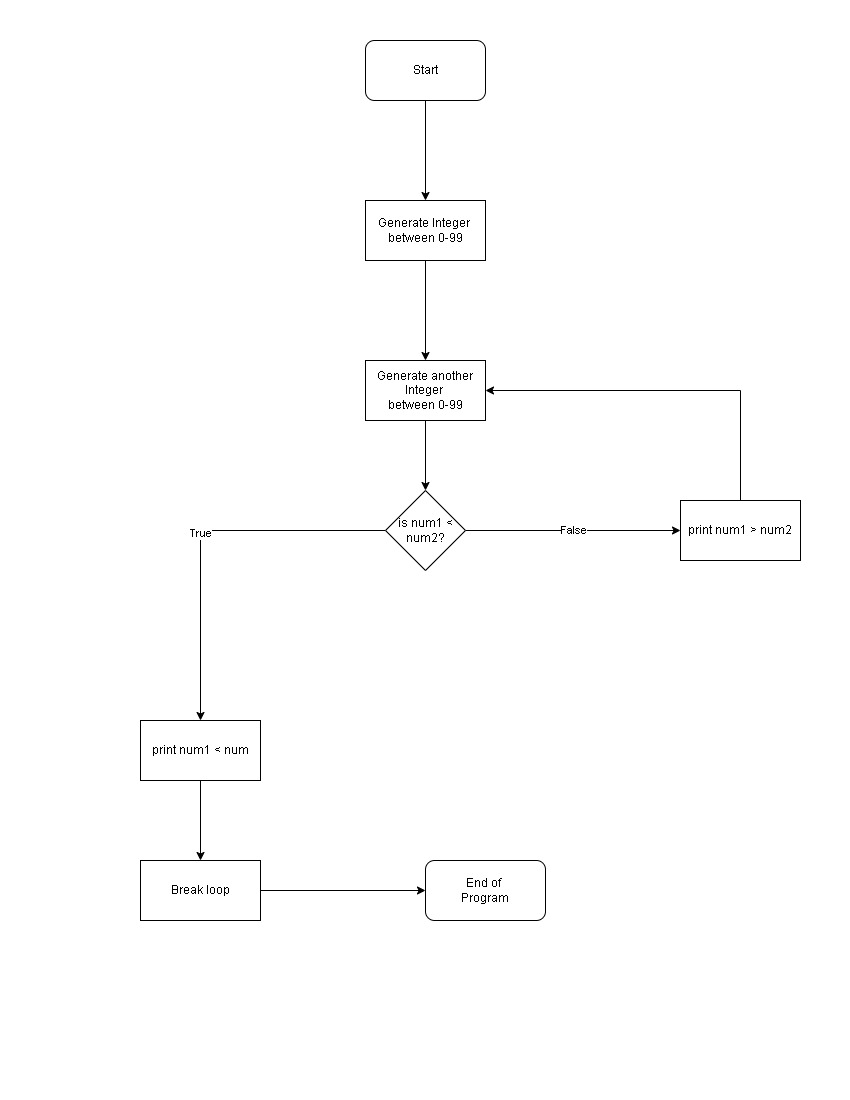 Start
Generate Integer
between 0-99
Generate another
Integer
between 0-99
is num1 <
num2?
True
False
print num1 > num2
print num1 < num
Break loop
End of
Program